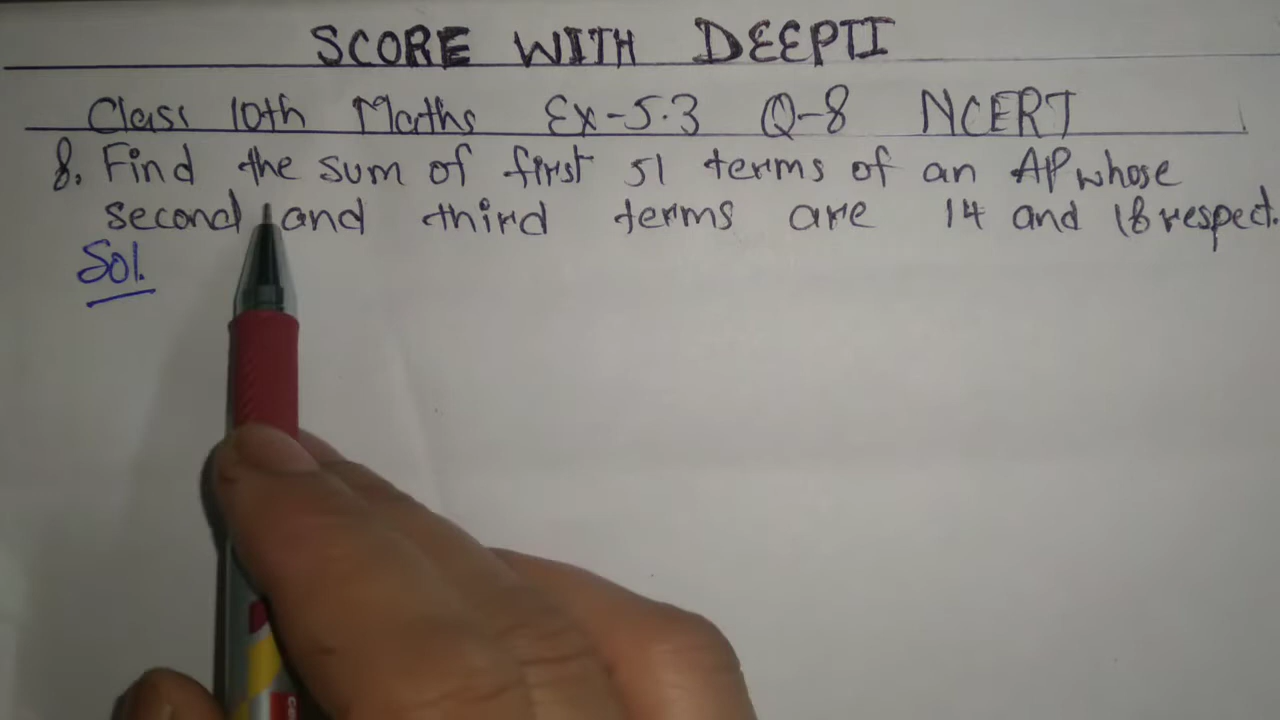 SCORE WITH DEEPTI
Class 10th Maths Ex-5.3 Q-8 NCERT
8. Find the sum of first 51 terms of an AP whose
second and third terms are 14 and 18 respect.
Sol.